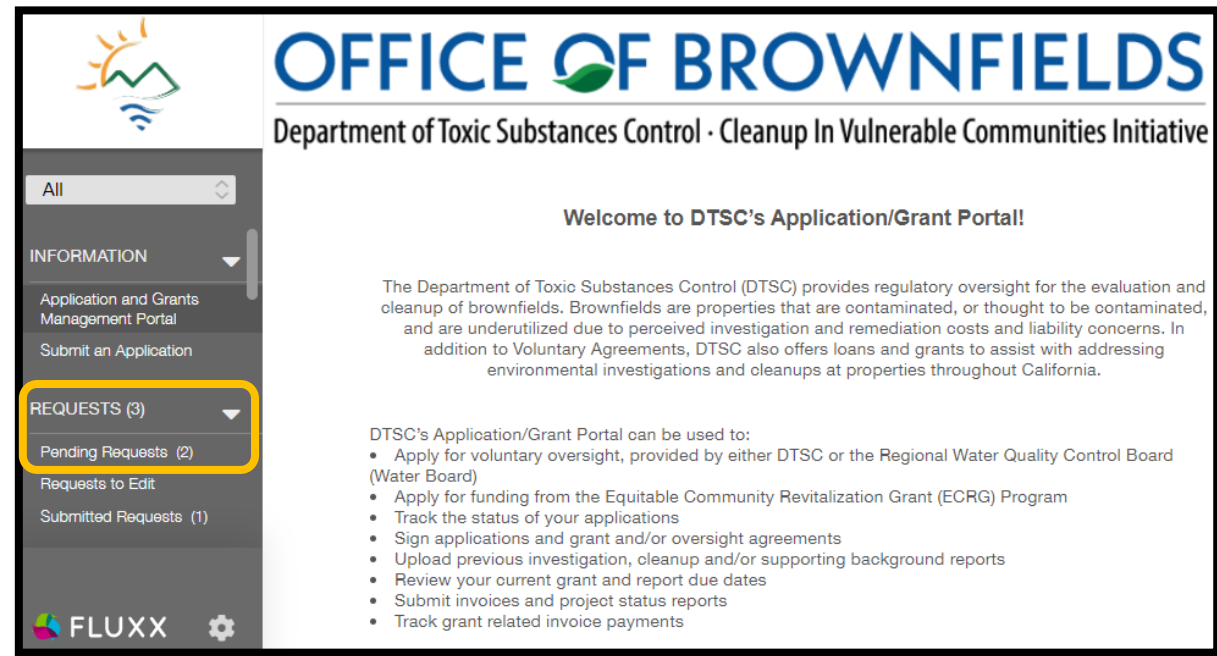 OFFICE OF BROWNFIELDS
Department of Toxic Substances Control · Cleanup In Vulnerable Communities Initiative
All
INFORMATION
Application and Grants
Management Portal
Submit an Application
REQUESTS (3)
Pending Requests (2)
Requests to Edit
Submitted Requests (1)
FLUXX
Welcome to DTSC's Application/Grant Portal!
The Department of Toxic Substances Control (DTSC) provides regulatory oversight for the evaluation and
cleanup of brownfields. Brownfields are properties that are contaminated, or thought to be contaminated,
and are underutilized due to perceived investigation and remediation costs and liability concerns. In
addition to Voluntary Agreements, DTSC also offers loans and grants to assist with addressing
environmental investigations and cleanups at properties throughout California.
DTSC's Application/Grant Portal can be used to:
• Apply for voluntary oversight, provided by either DTSC or the Regional Water Quality Control Board
(Water Board)
• Apply for funding from the Equitable Community Revitalization Grant (ECRG) Program
• Track the status of your applications
• Sign applications and grant and/or oversight agreements
• Upload previous investigation, cleanup and/or supporting background reports
• Review your current grant and report due dates
• Submit invoices and project status reports
• Track grant related invoice payments